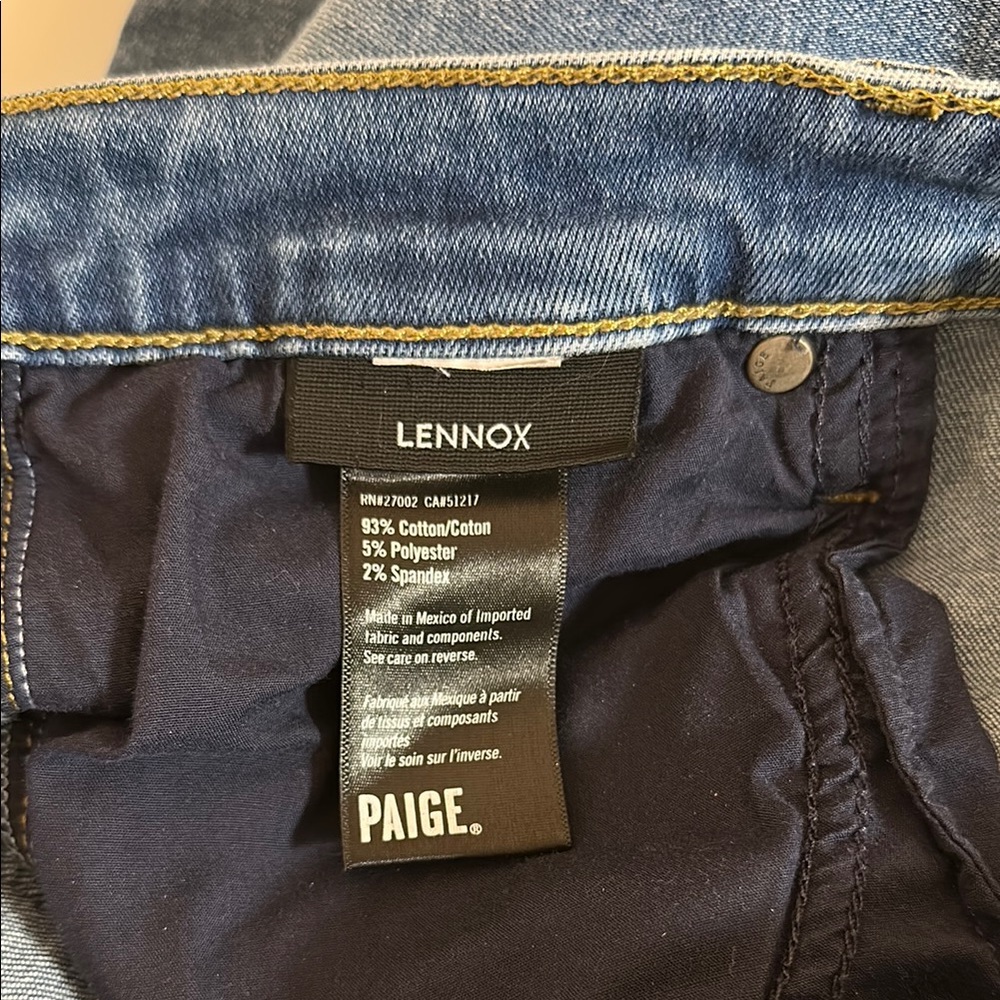 LENNOX
PAIGE
RN#27002 CA#51217
93% Cotton/Coton
5% Polyester
2% Spandex
Made in Mexico of Imported
fabric and components.
See care on reverse.
Fabriqué aux Mexique à partir
de tissus et composants
importés
Voir le soin sur l'inverse.
PAIGE®